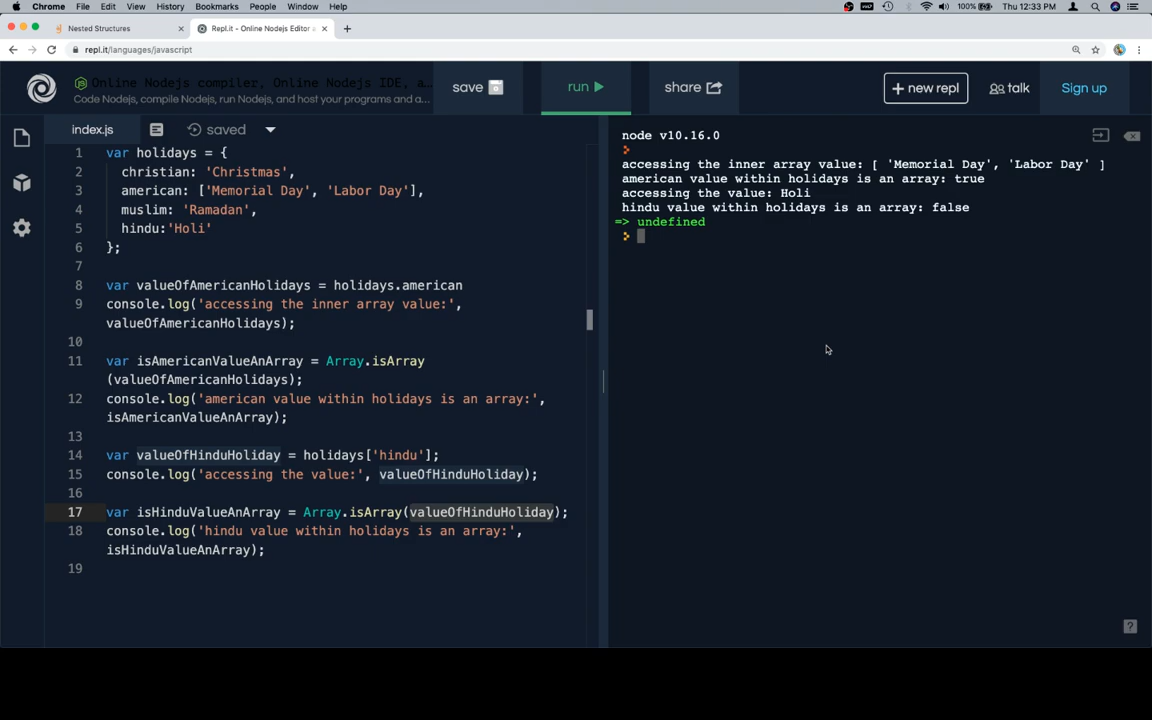 Chrome File Edit View History Bookmarks People Window Help 100% Thu 12:33 PM
Nested Structures Repl.it - Online Nodejs Editor a
repl.it/languages/javascript
Online Nodejs compiler, Online Nodejs IDE, a...
Code Nodejs, compile Nodejs, run Nodejs, and host your programs and a...
save run share + new repl talk Sign up
index.js saved
1 var holidays = {
2 christian: 'Christmas',
3 american: ['Memorial Day', 'Labor Day'],
4 muslim: 'Ramadan',
5 hindu:'Holi'
6 };
7
8 var valueOfAmericanHolidays = holidays.american
9 console.log('accessing the inner array value:',
valueOfAmericanHolidays);
10
11 var isAmericanValueAnArray = Array.isArray
(valueOfAmericanHolidays);
12 console.log('american value within holidays is an array:',
isAmericanValueAnArray);
13
14 var valueOfHinduHoliday = holidays['hindu'];
15 console.log('accessing the value:', valueOfHinduHoliday);
16
17 var isHinduValueAnArray = Array.isArray(valueOfHinduHoliday);
18 console.log('hindu value within holidays is an array:',
isHinduValueAnArray);
19
node v10.16.0
accessing the inner array value: [ 'Memorial Day', 'Labor Day' ]
american value within holidays is an array: true
accessing the value: Holi
hindu value within holidays is an array: false
=> undefined
?